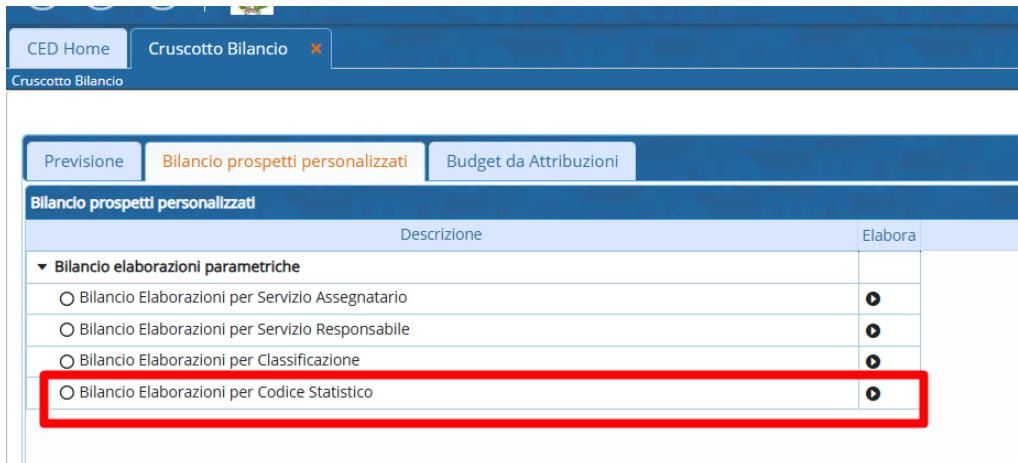 CED Home Cruscotto Bilancio ×
Cruscotto Bilancio
Previsione Bilancio prospetti personalizzati Budget da Attribuzioni
Bilancio prospetti personalizzati
Descrizione Elabora
Bilancio elaborazioni parametriche
Bilancio Elaborazioni per Servizio Assegnatario
Bilancio Elaborazioni per Servizio Responsabile
Bilancio Elaborazioni per Classificazione
Bilancio Elaborazioni per Codice Statistico